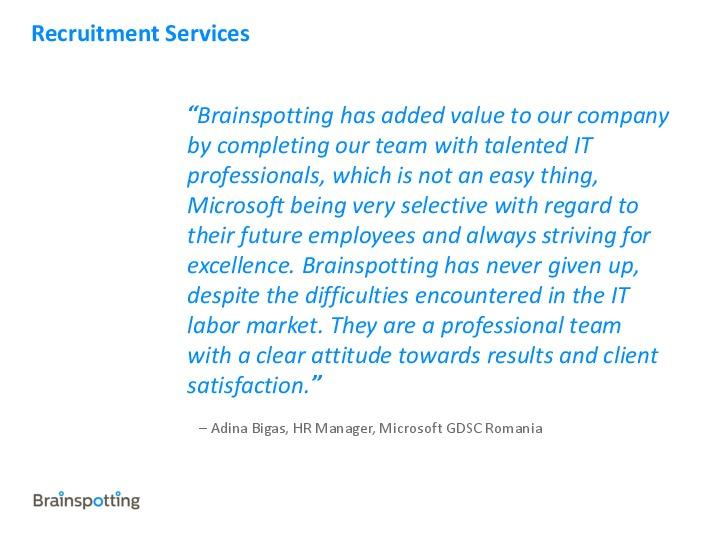 Recruitment Services
“Brainspotting has added value to our company
by completing our team with talented IT
professionals, which is not an easy thing,
Microsoft being very selective with regard to
their future employees and always striving for
excellence. Brainspotting has never given up,
despite the difficulties encountered in the IT
labor market. They are a professional team
with a clear attitude towards results and client
satisfaction.”
– Adina Bigas, HR Manager, Microsoft GDSC Romania
Brainspotting